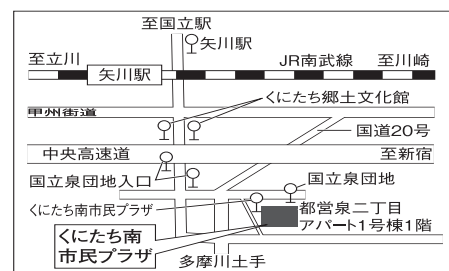 至国立駅
矢川駅
至立川
矢川駅
JR南武線
至川崎
くにたち郷土文化館
甲州街道
国道20号
中央高速道
至新宿
国立泉団地入口
国立泉団地
くにたち南市民プラザ
都営泉二丁目
アパート1号棟1階
くにたち南
市民プラザ
多摩川土手